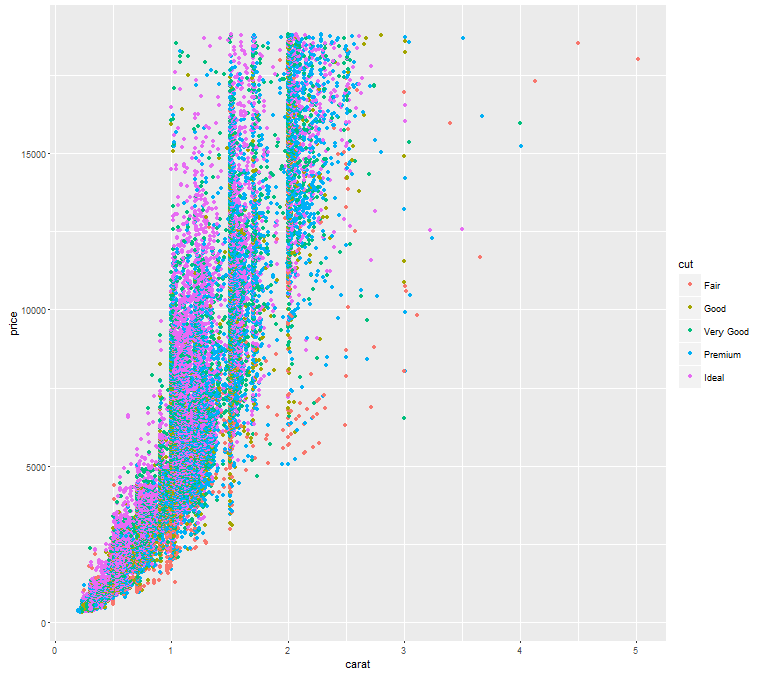 15000
10000
5000
0
price
0 1 2 3 4 5
carat
cut
Fair
Good
Very Good
Premium
Ideal